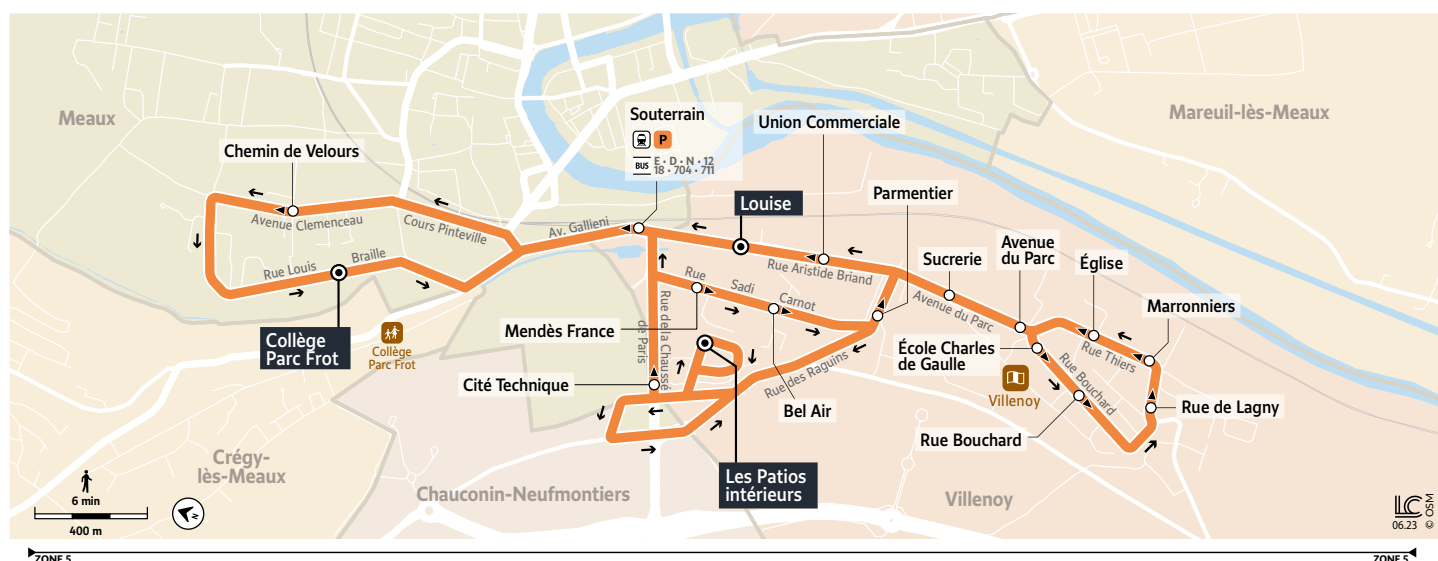 Meaux
Mareuil-lès-Meaux
Souterrain
P
BUS
E • D • N • 12
18 • 704 • 711
Union Commerciale
Chemin de Velours
Parmentier
Louise
Avenue Clemenceau
Cours Pinteville
Av. Gallieni
Rue Aristide Briand
Sucrerie
Avenue
du Parc
Église
Marronniers
Rue Louis Braille
Rue Sadi Carnot
Avenue du Parc
Collège
Parc Frot
Collège
Parc Frot
Mendès France
Rue de la Chaussé
de Paris
École Charles
de Gaulle
Rue Thiers
Rue des Raguins
Rue Bouchard
Villenoy
Cité Technique
Bel Air
Rue de Lagny
Rue Bouchard
Les Patios
intérieurs
Crégy-
lès-Meaux
Chauconin-Neufmontiers
Villenoy
6 min
400 m
N
LC
06.23
© OSM
ZONE 5
ZONE 5